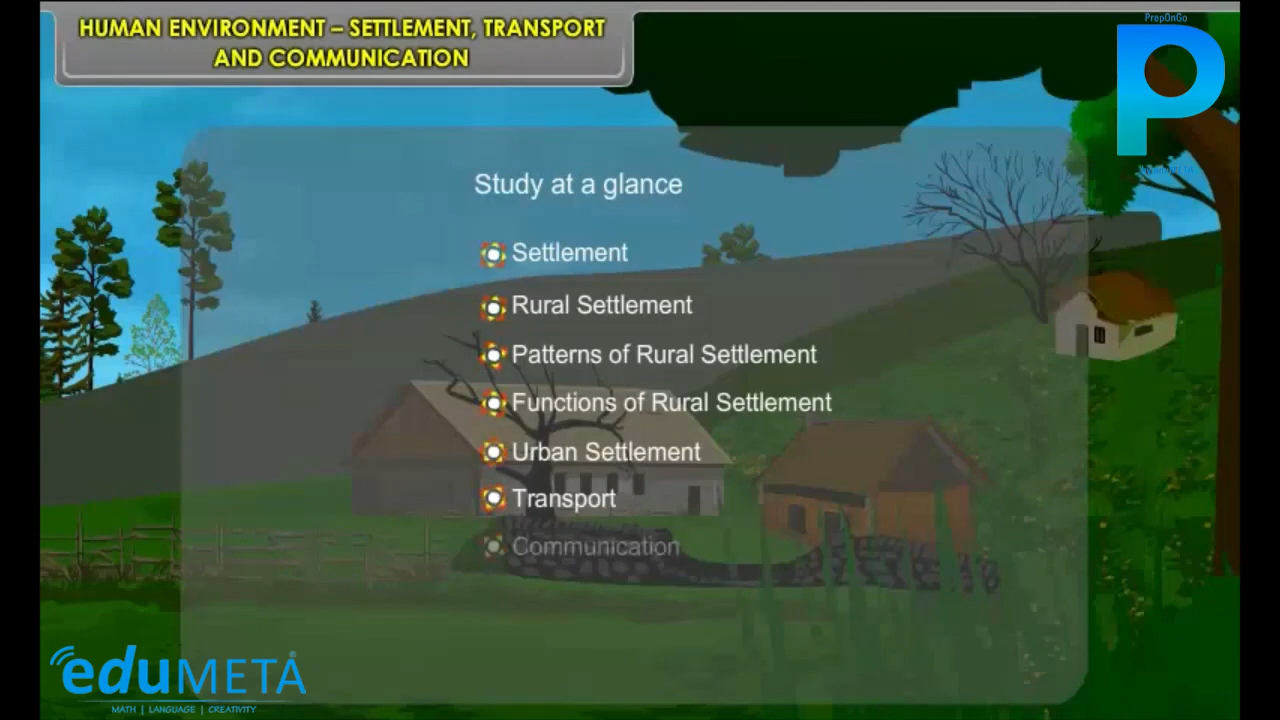 HUMAN ENVIRONMENT – SETTLEMENT, TRANSPORT
AND COMMUNICATION
PrepOnGo
P
Study at a glance
Settlement
Rural Settlement
Patterns of Rural Settlement
Functions of Rural Settlement
Urban Settlement
Transport
Communication
eduMETA
MATH | LANGUAGE | CREATIVITY